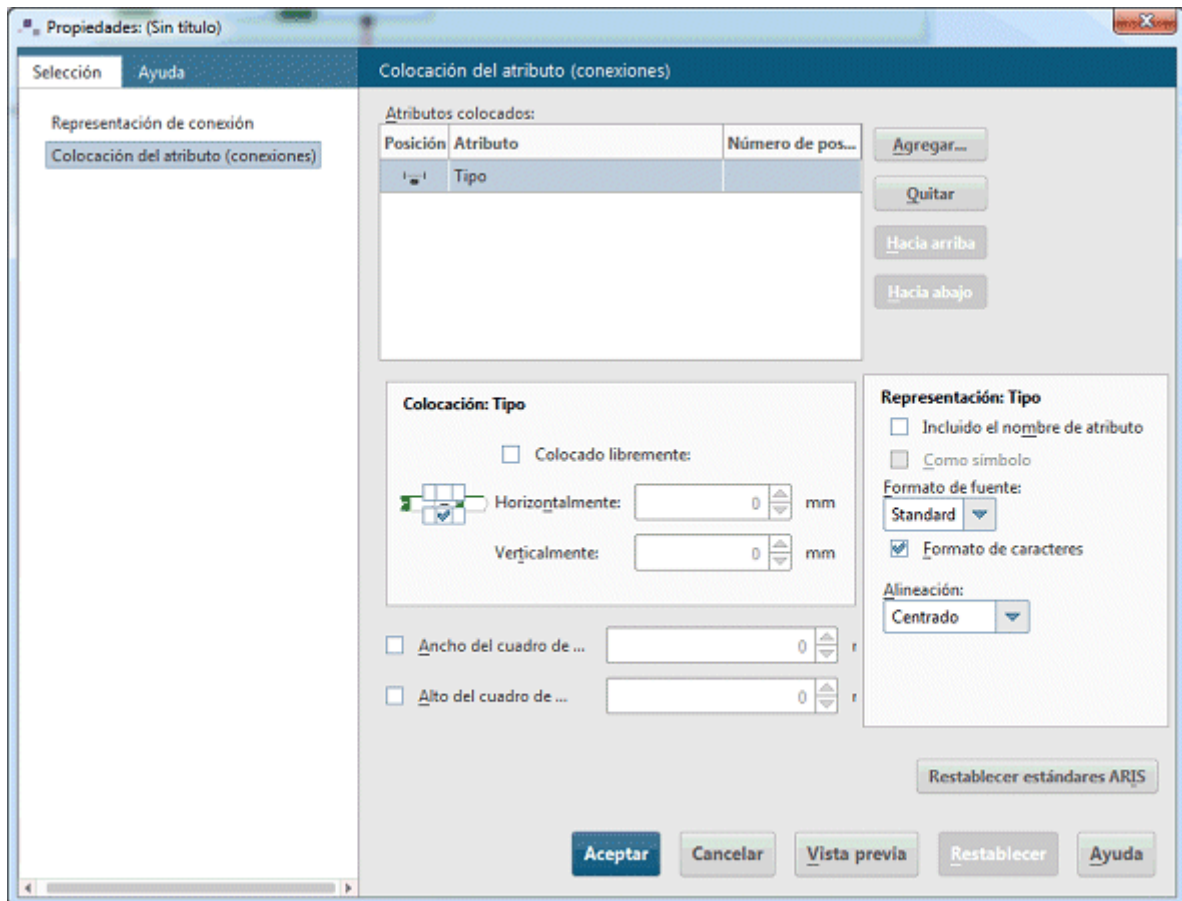 Propiedades: (Sin título)
Selección
Ayuda
Colocación del atributo (conexiones)
Representación de conexión
Colocación del atributo (conexiones)
Atributos colocados:
Posición Atributo Número de pos...
Tipo
Agregar...
Quitar
Hacia arriba
Hacia abajo
Colocación: Tipo
Colocado libremente:
Horizontalmente: 0 mm
Verticalmente: 0 mm
Ancho del cuadro de ... 0
Alto del cuadro de ... 0
Representación: Tipo
Incluido el nombre de atributo
Como símbolo
Formato de fuente:
Standard
Formato de caracteres
Alineación:
Centrado
Restablecer estándares ARIS
Aceptar Cancelar Vista previa Restablecer Ayuda